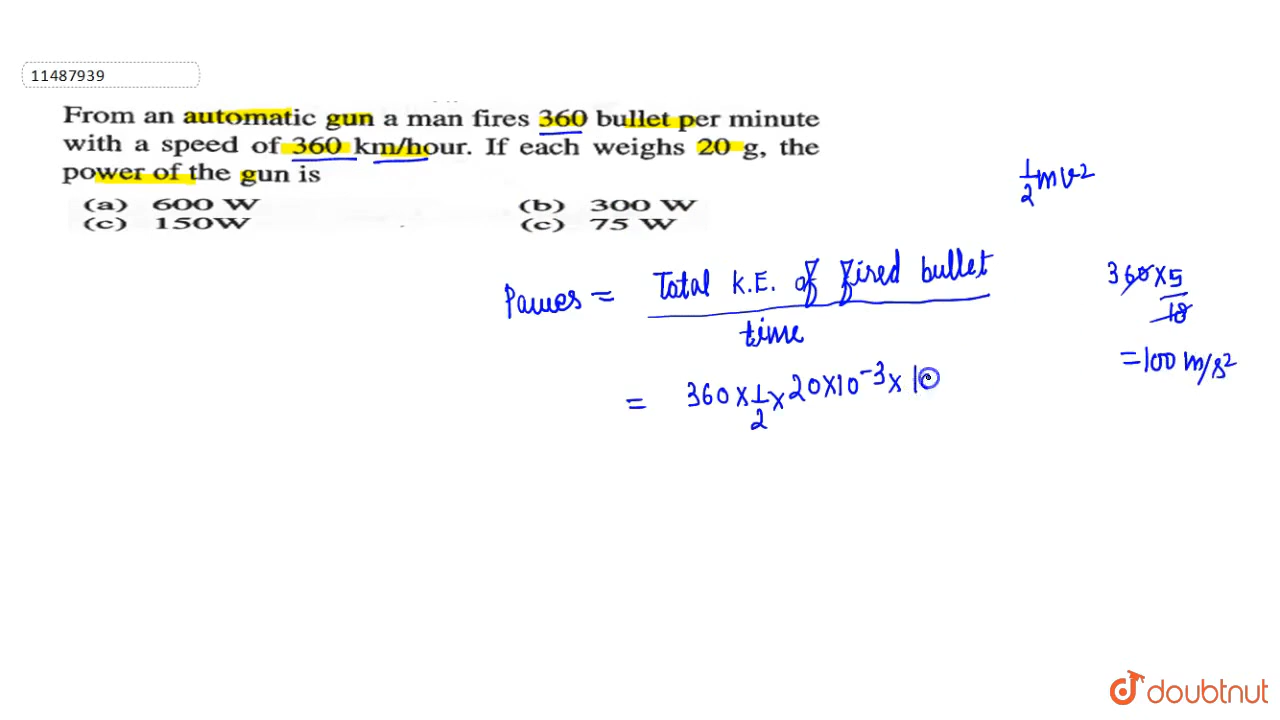 11487939
From an automatic gun a man fires 360 bullet per minute
with a speed of 360 km/hour. If each weighs 20 g, the
power of the gun is
(a) 600 W (b) 300 W
(c) 150W (c) 75 W
1/2 mv²
Power = Total K.E. of fired bullet / time
360×5/18
= 100 m/s²
= 360×1/2×20×10⁻³×10
doubtnut